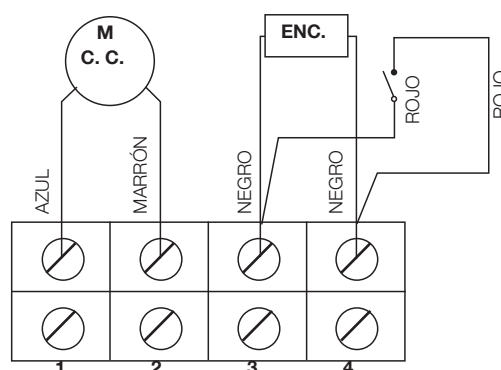 M
C. C.
ENC.
AZUL
MARRÓN
NEGRO
NEGRO
ROJO
ROJO
1 2 3 4